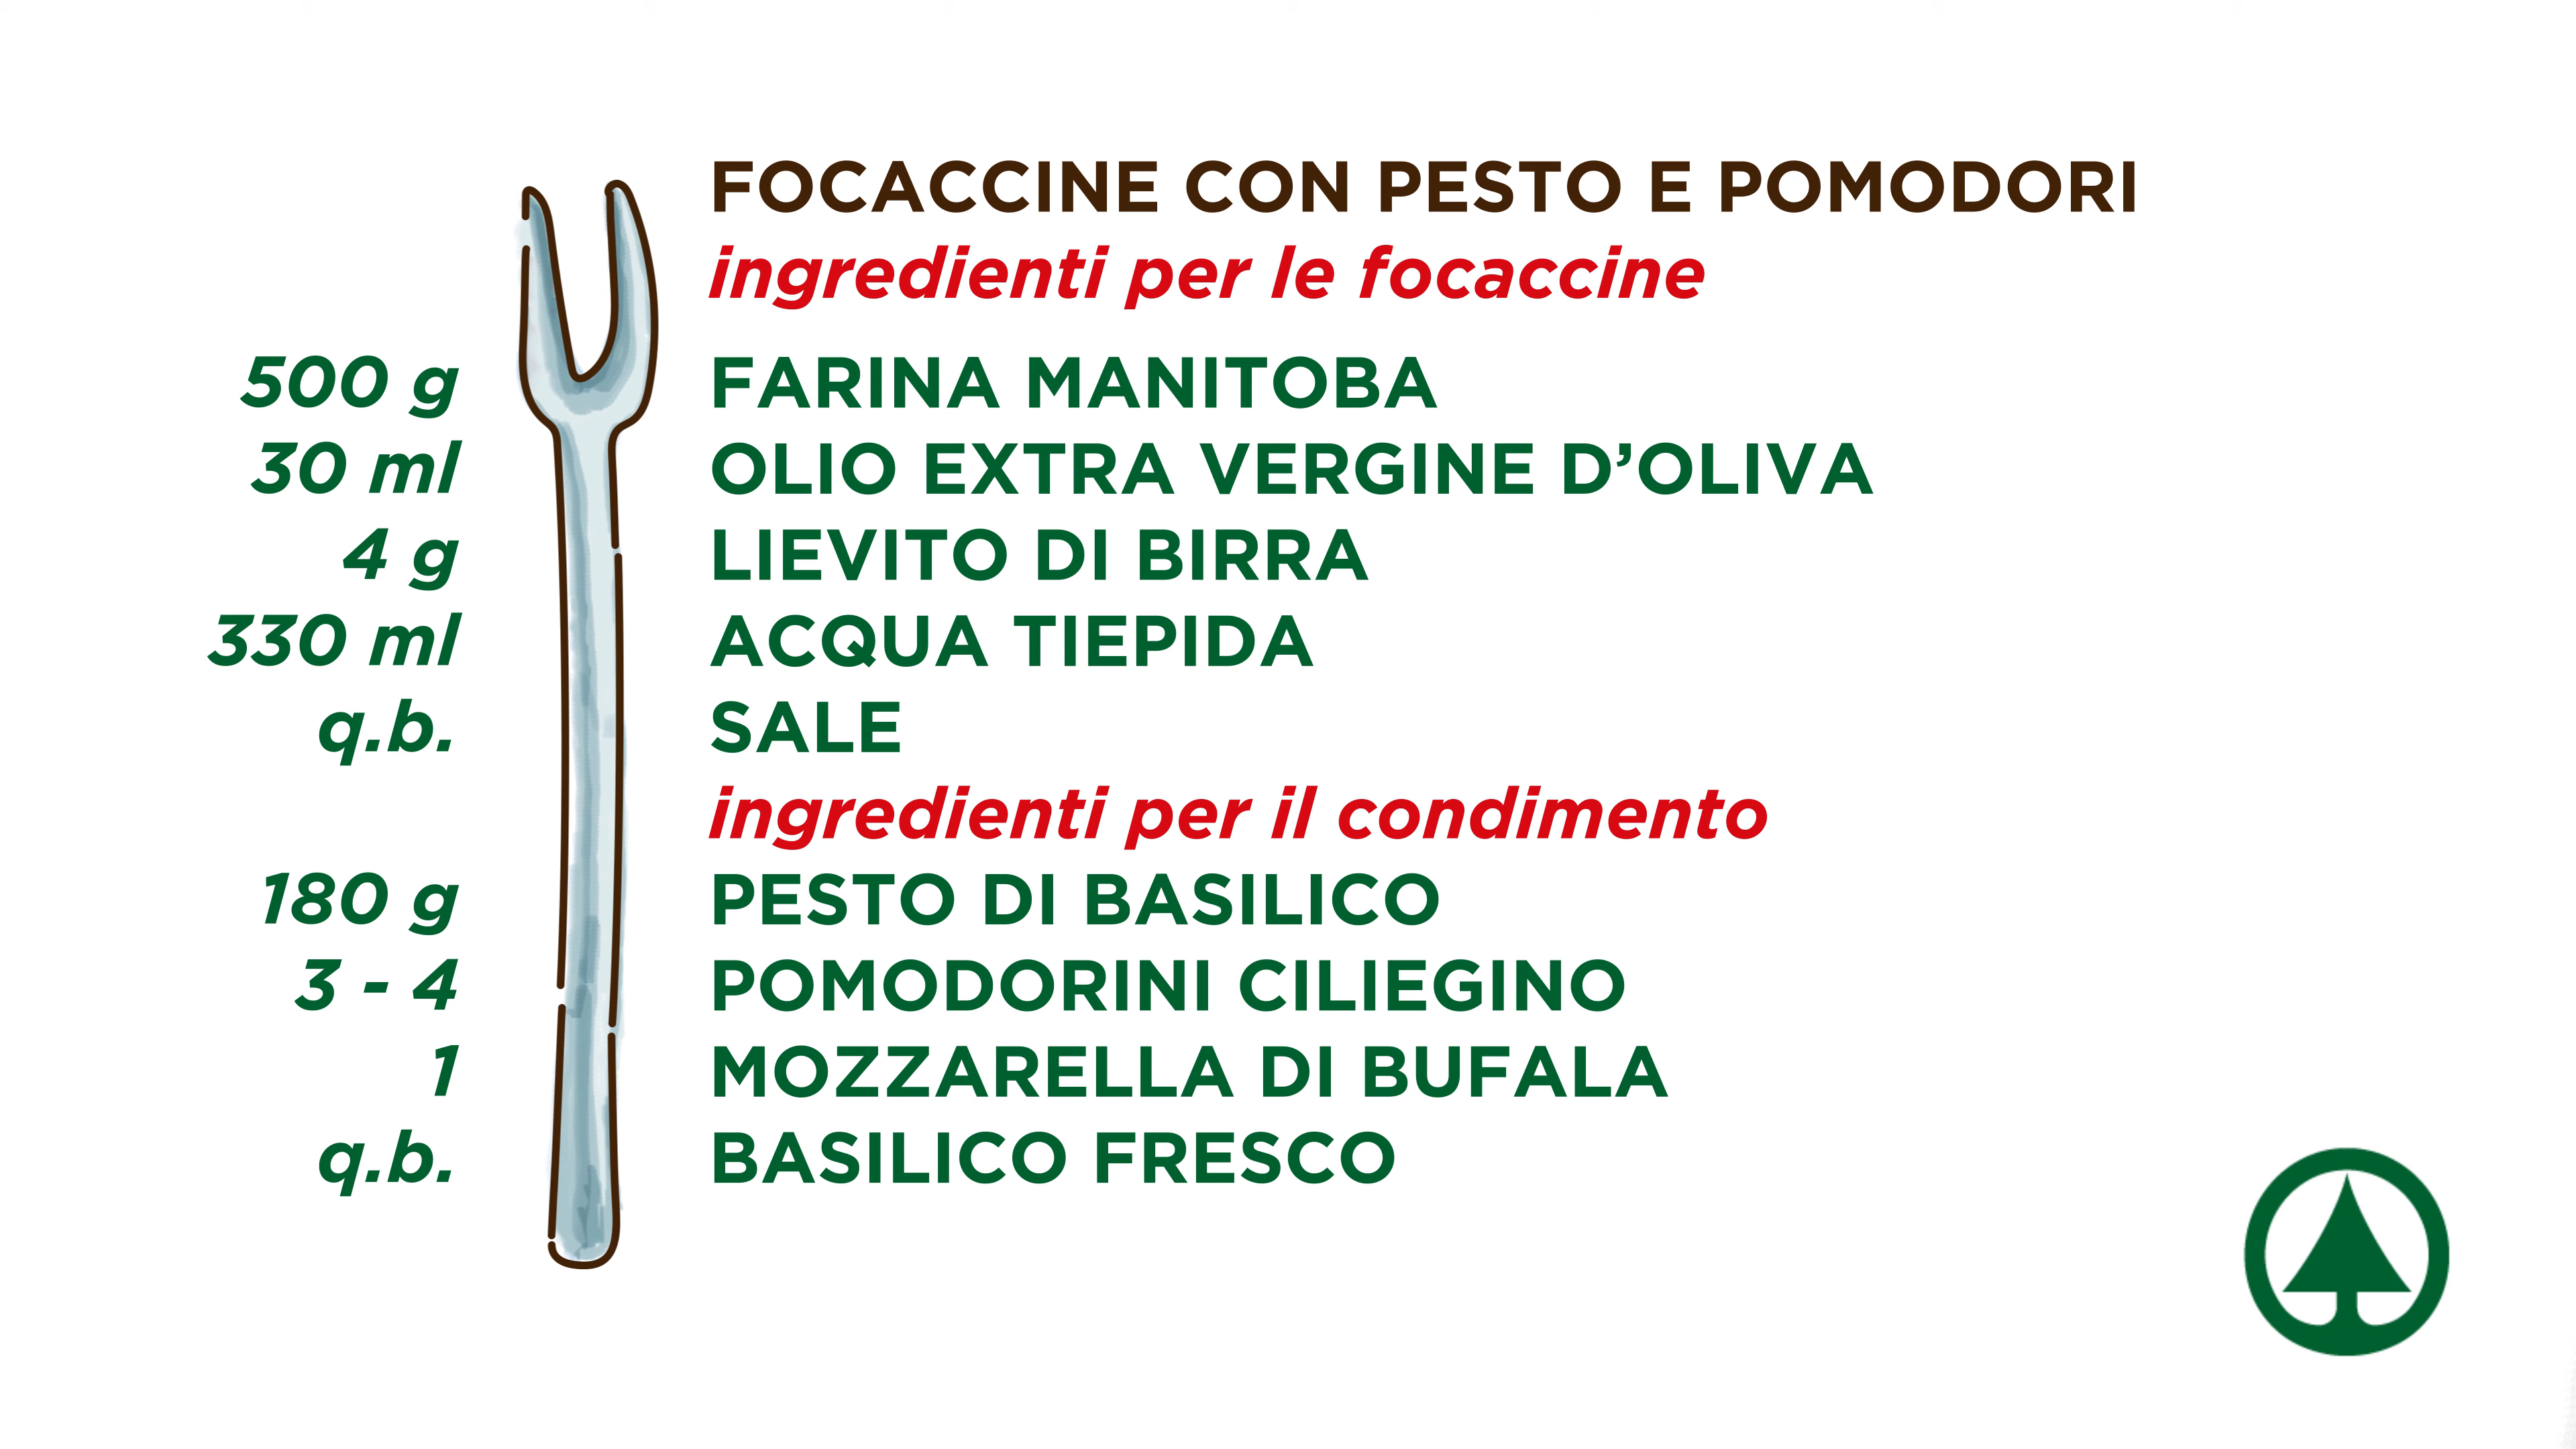 FOCACCINE CON PESTO E POMODORI
ingredienti per le focaccine
500 g FARINA MANITOBA
30 ml OLIO EXTRA VERGINE D’OLIVA
4 g LIEVITO DI BIRRA
330 ml ACQUA TIEPIDA
q.b. SALE
ingredienti per il condimento
180 g PESTO DI BASILICO
3 - 4 POMODORINI CILIEGINO
1 MOZZARELLA DI BUFALA
q.b. BASILICO FRESCO